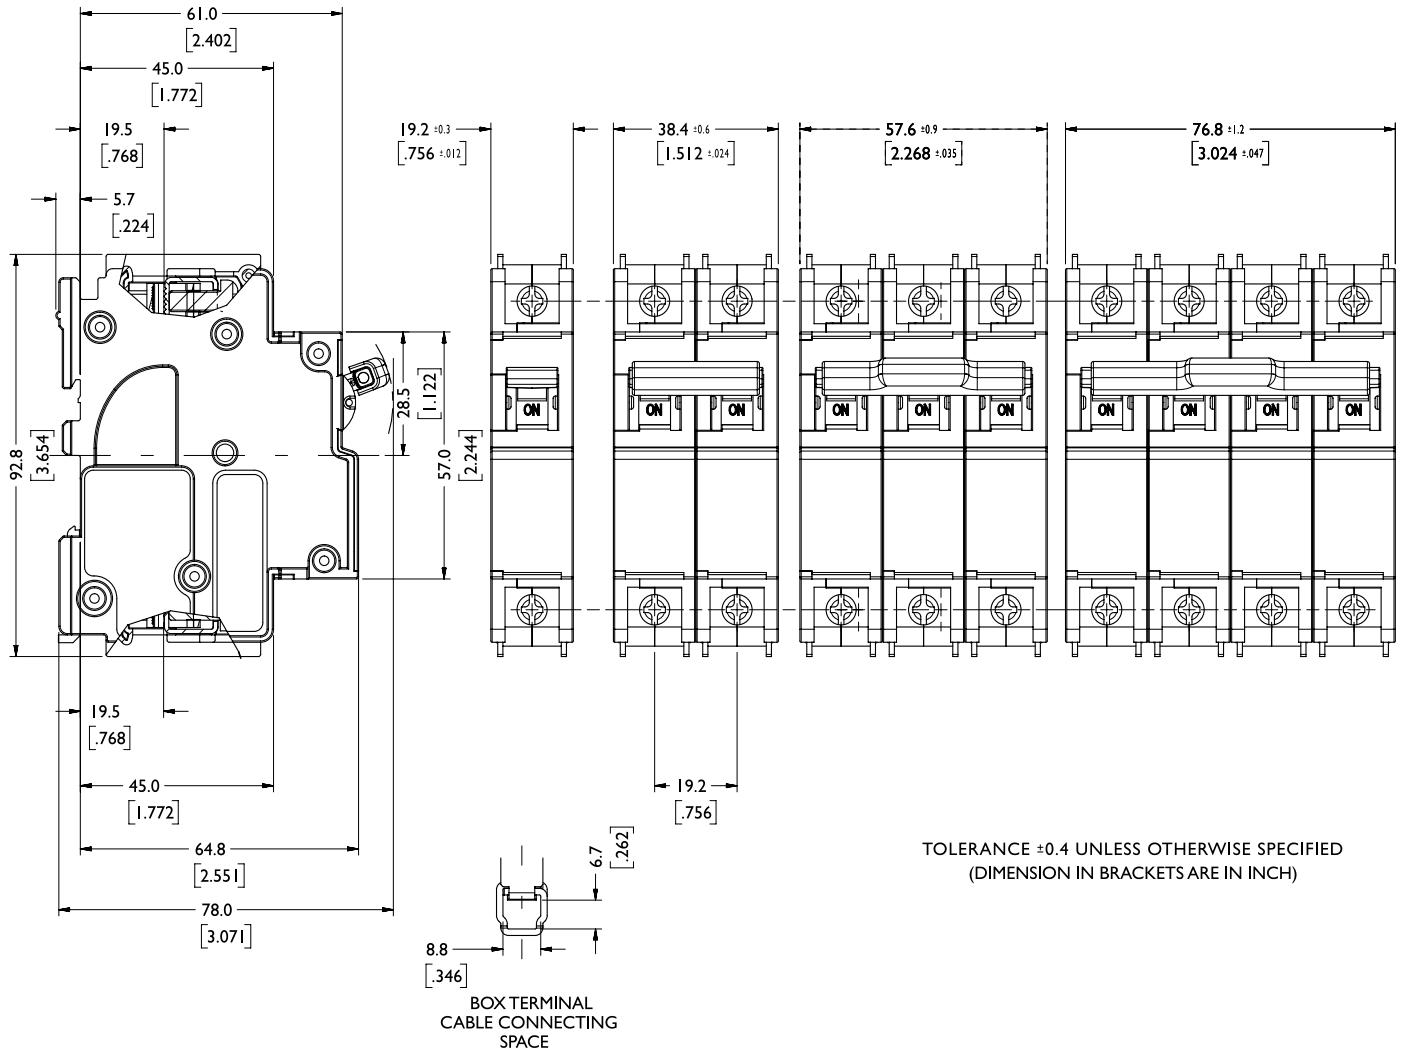 61.0
[2.402]
45.0
[1.772]
19.5
[.768]
5.7
[.224]
19.2 ±0.3
[.756 ±.012]
38.4 ±0.6
[1.512 ±.024]
57.6 ±0.9
[2.268 ±.035]
76.8 ±1.2
[3.024 ±.047]
92.8
[3.654]
28.5
[1.122]
57.0
[2.244]
ON
ON
ON
ON
ON
ON
ON
ON
ON
ON
19.5
[.768]
45.0
[1.772]
64.8
[2.551]
78.0
[3.071]
19.2
[.756]
6.7
[.262]
8.8
[.346]
BOX TERMINAL
CABLE CONNECTING
SPACE
TOLERANCE ±0.4 UNLESS OTHERWISE SPECIFIED
(DIMENSION IN BRACKETS ARE IN INCH)